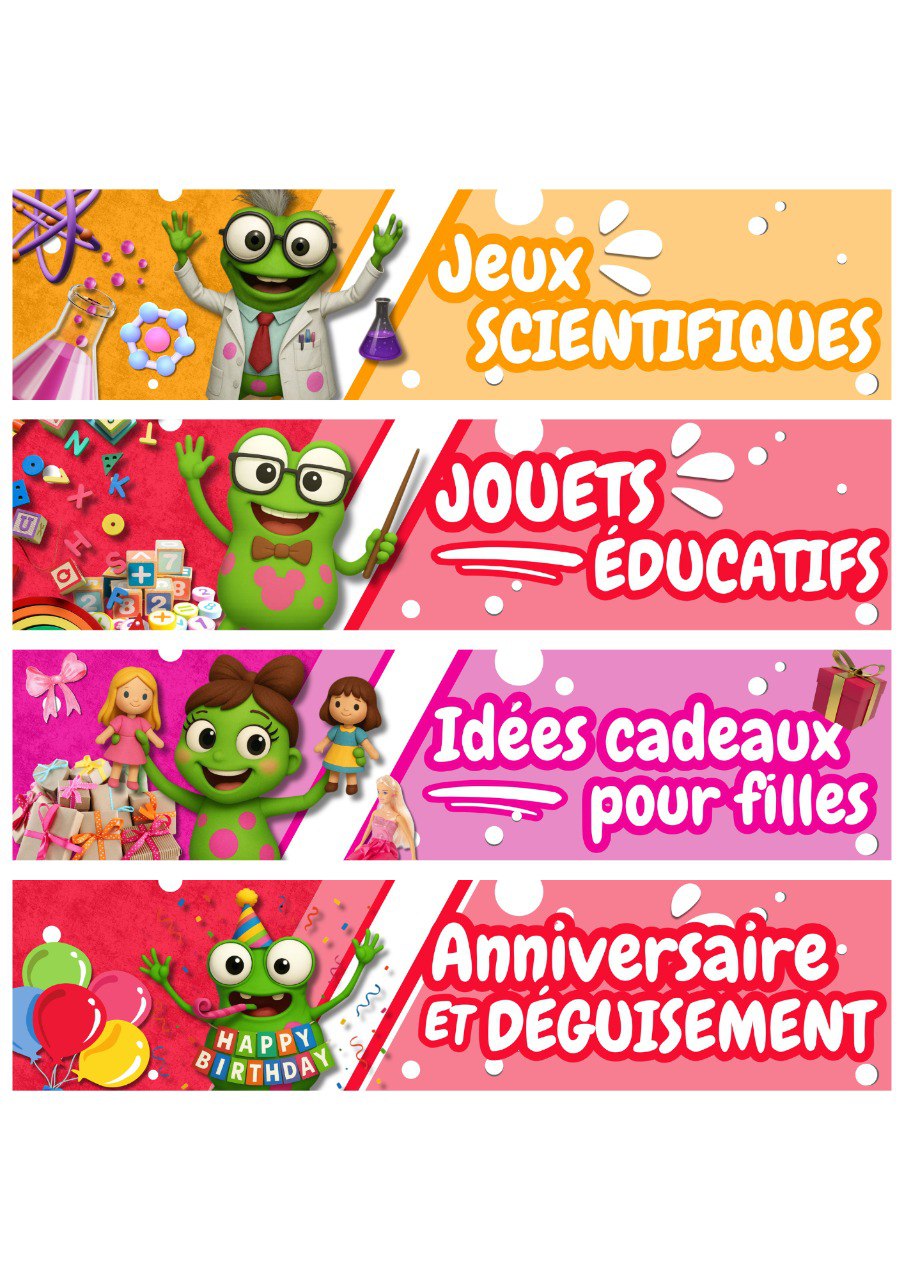 Jeux
SCIENTIFIQUES
JOUETS
ÉDUCATIFS
Idées cadeaux
pour filles
HAPPY
BIRTHDAY
Anniversaire
ET DÉGUISEMENT